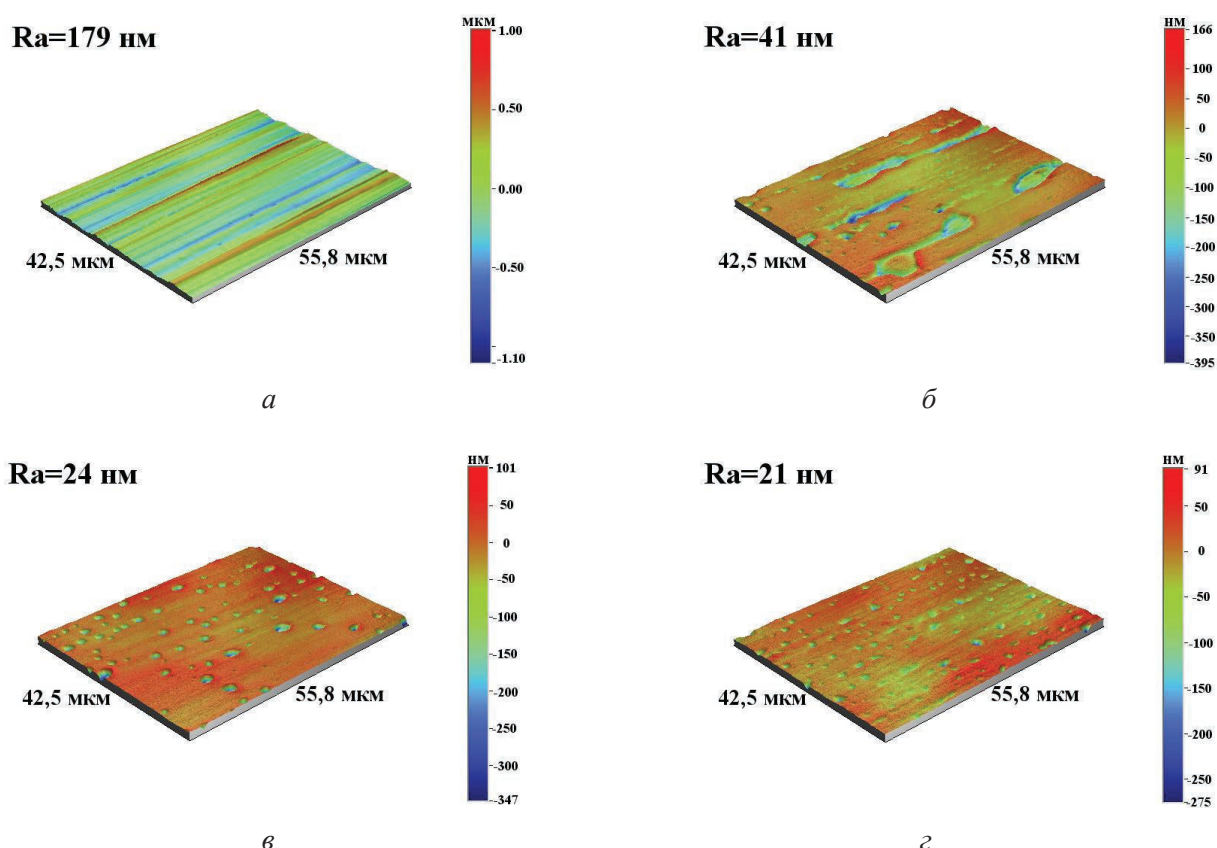 Ra=179 нм
мкм
1.00
0.50
0.00
-0.50
-1.10
42,5 мкм
55,8 мкм
а
Ra=41 нм
нм
166
100
50
0
-50
-100
-150
-200
-250
-300
-350
-395
42,5 мкм
55,8 мкм
б
Ra=24 нм
нм
101
50
0
-50
-100
-150
-200
-250
-300
-347
42,5 мкм
55,8 мкм
в
Ra=21 нм
нм
91
50
0
-50
-100
-150
-200
-250
-275
42,5 мкм
55,8 мкм
г